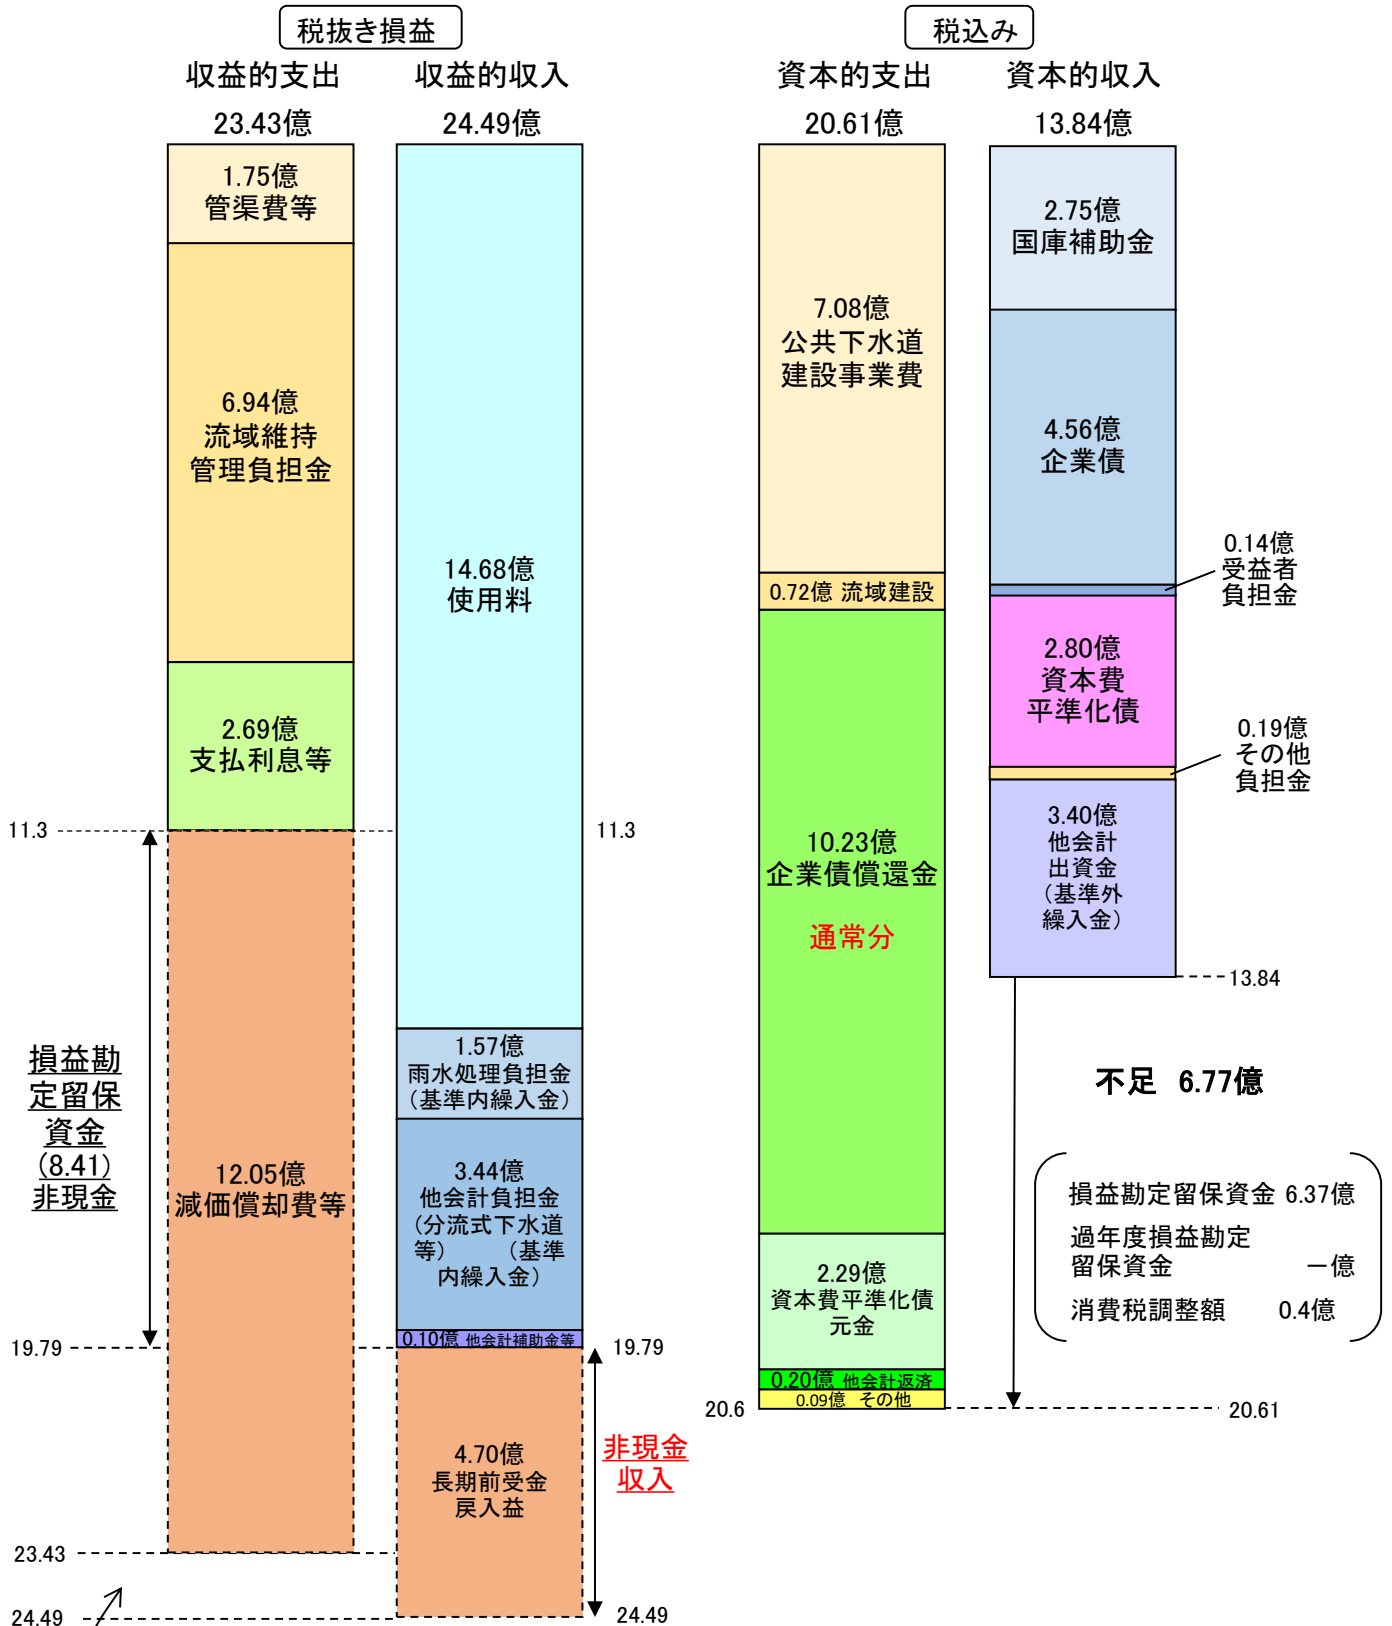 税抜き損益
収益的支出
23.43億
収益的収入
24.49億
1.75億
管渠費等
6.94億
流域維持
管理負担金
2.69億
支払利息等
11.3
11.3
12.05億
減価償却費等
損益勘
定留保
資金
(8.41)
非現金
14.68億
使用料
1.57億
雨水処理負担金
(基準内繰入金)
3.44億
他会計負担金
(分流式下水道
等) (基準
内繰入金)
0.10億 他会計補助金等
19.79
19.79
4.70億
長期前受金
戻入益
非現金
収入
23.43
24.49
24.49
税込み
資本的支出
20.61億
資本的収入
13.84億
7.08億
公共下水道
建設事業費
0.72億 流域建設
10.23億
企業債償還金
通常分
2.29億
資本費平準化債
元金
0.20億 他会計返済
0.09億 その他
20.6
2.75億
国庫補助金
4.56億
企業債
0.14億
受益者
負担金
2.80億
資本費
平準化債
0.19億
その他
負担金
3.40億
他会計
出資金
(基準外
繰入金)
13.84
不足 6.77億
損益勘定留保資金 6.37億
過年度損益勘定
留保資金 －億
消費税調整額 0.4億
20.61